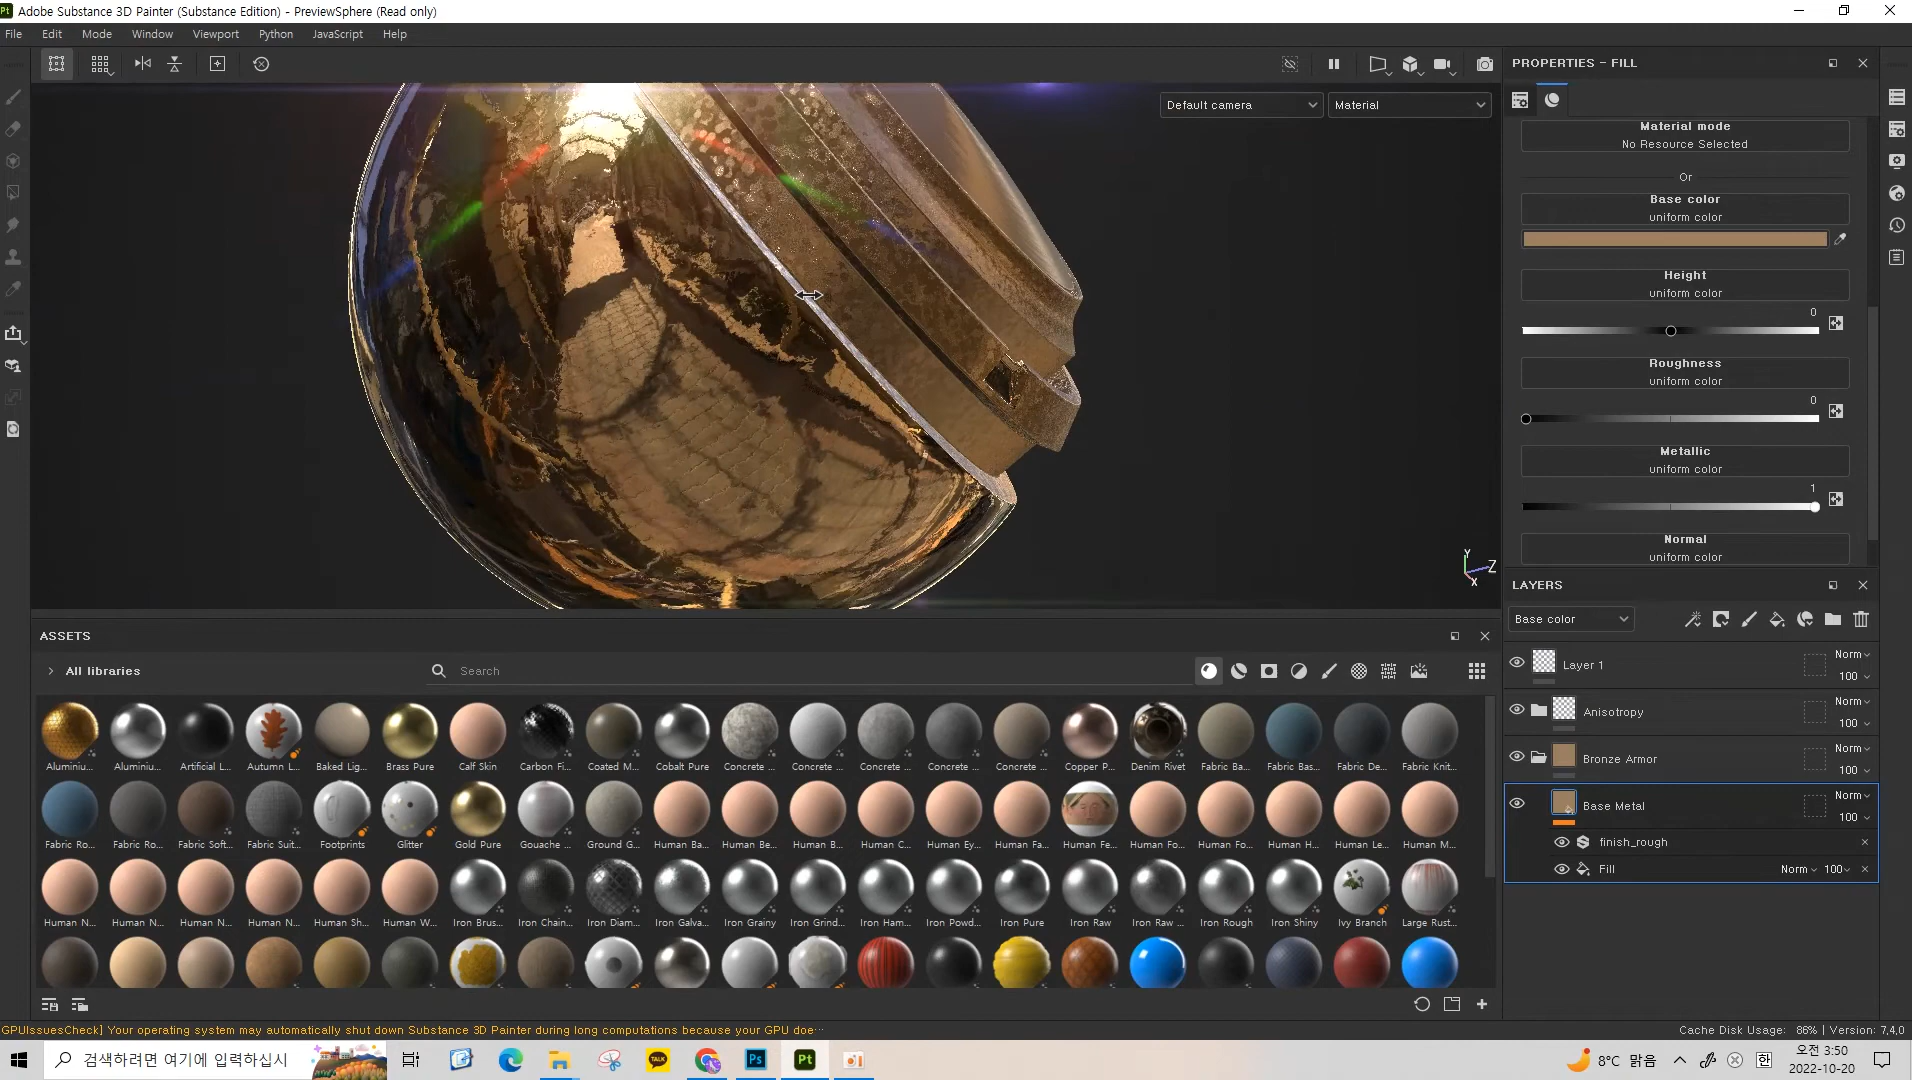 Adobe Substance 3D Painter (Substance Edition) - PreviewSphere (Read only)
File Edit Mode Window Viewport Python JavaScript Help
Default camera
Material
PROPERTIES - FILL
Material mode
No Resource Selected
Or
Base color
uniform color
Height
uniform color
0
Roughness
uniform color
0
Metallic
uniform color
1
Normal
uniform color
Y
Z
X
LAYERS
Base color
Layer 1 Norm 100
Anisotropy Norm 100
Bronze Armor Norm 100
Base Metal Norm 100
finish_rough
Fill Norm 100
ASSETS
All libraries
Search
Aluminiu... Aluminiu... Artificial L... Autumn L... Baked Lig... Brass Pure Calf Skin Carbon Fi... Coated M... Cobalt Pure Concrete ... Concrete ... Concrete ... Concrete ... Concrete ... Copper P... Denim Rivet Fabric Ba... Fabric Bas... Fabric De... Fabric Knit...
Fabric Ro... Fabric Ro... Fabric Soft... Fabric Suit... Footprints Glitter Gold Pure Gouache ... Ground G... Human Ba... Human Be... Human B... Human C... Human Ey... Human Fa... Human Fe... Human Fo... Human Fo... Human H... Human Le... Human M...
Human N... Human N... Human N... Human N... Human Sh... Human W... Iron Brus... Iron Chain... Iron Diam... Iron Galva... Iron Grainy Iron Grind... Iron Ham... Iron Powd... Iron Pure Iron Raw Iron Raw ... Iron Rough Iron Shiny Ivy Branch Large Rust...
GPUIssuesCheck] Your operating system may automatically shut down Substance 3D Painter during long computations because your GPU doe...
Cache Disk Usage: 86% | Version: 7,4,0
검색하려면 여기에 입력하십시
TALK
Ps
Pt
8°C 맑음
한
오전 3:50
2022-10-20